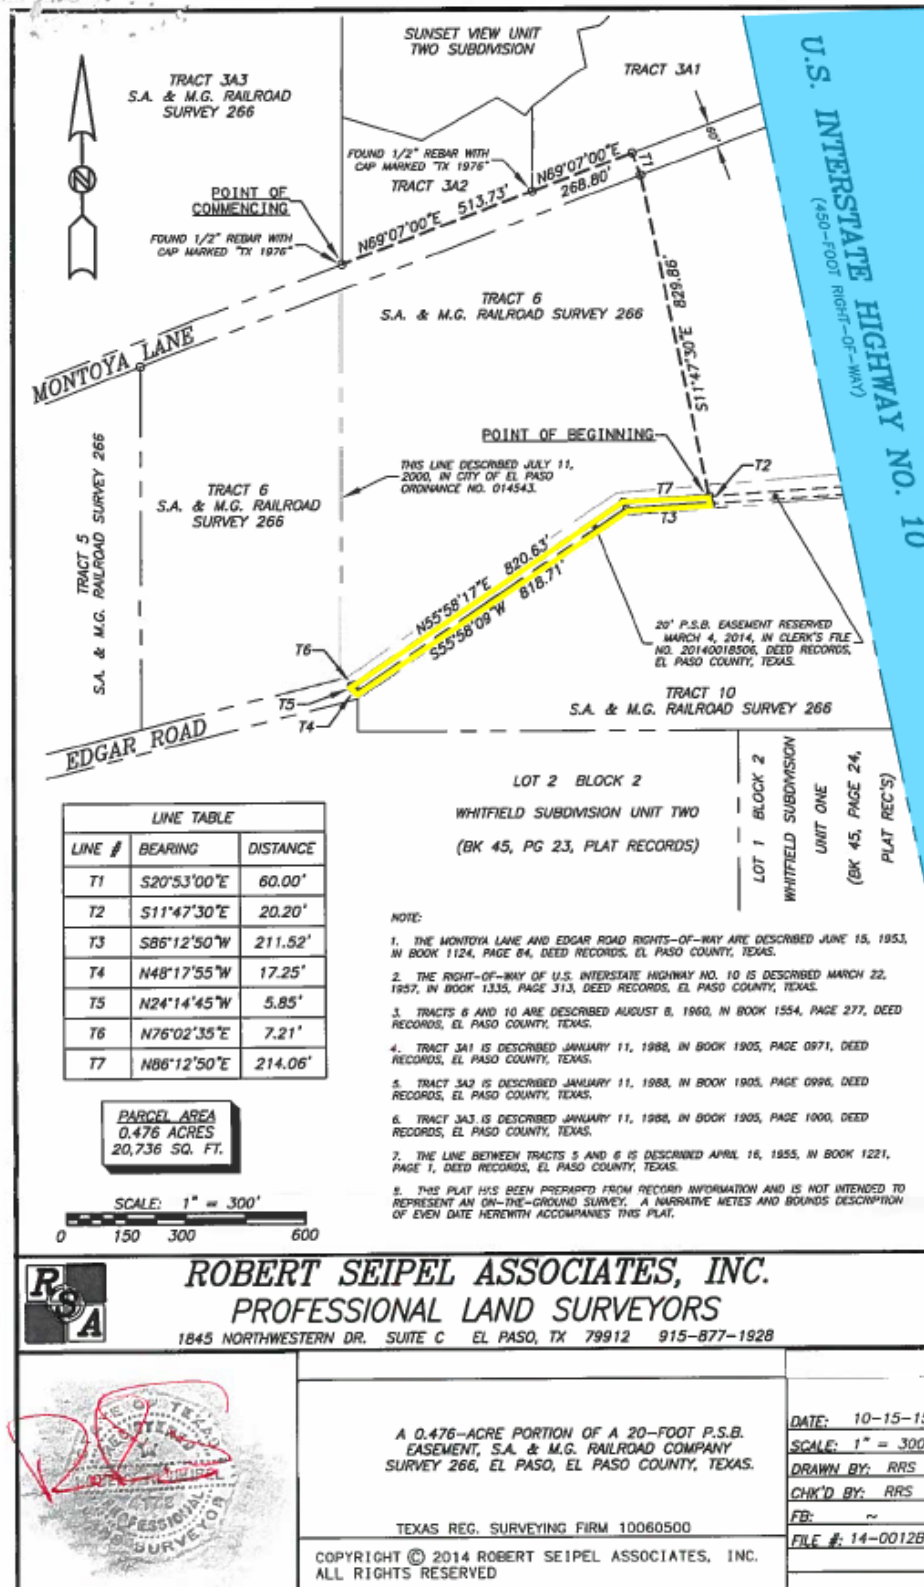 SUNSET VIEW UNIT
TWO SUBDIVISION
TRACT 3A3
S.A. & M.G. RAILROAD
SURVEY 266
TRACT 3A1
U.S. INTERSTATE HIGHWAY NO. 10
(450-FOOT RIGHT-OF-WAY)
60'
N
FOUND 1/2" REBAR WITH
CAP MARKED "TX 1976"
TRACT 3A2
N69°07'00"E
268.80'
T1
POINT OF
COMMENCING
N69°07'00"E 513.73'
FOUND 1/2" REBAR WITH
CAP MARKED "TX 1976"
TRACT 6
S.A. & M.G. RAILROAD SURVEY 266
S11°47'30"E 829.86'
MONTOYA LANE
POINT OF BEGINNING
T2
THIS LINE DESCRIBED JULY 11,
2000, IN CITY OF EL PASO
ORDINANCE NO. 014543.
T7
T3
TRACT 6
S.A. & M.G. RAILROAD
SURVEY 266
TRACT 5
S.A. & M.G. RAILROAD SURVEY 266
N55°58'17"E 820.63'
S55°58'09"W 818.71'
20' P.S.B. EASEMENT RESERVED
MARCH 4, 2014, IN CLERK'S FILE
NO. 20140018506, DEED RECORDS,
EL PASO COUNTY, TEXAS.
T6
T5
T4
TRACT 10
S.A. & M.G. RAILROAD SURVEY 266
EDGAR ROAD
LOT 2 BLOCK 2
WHITFIELD SUBDIVISION UNIT TWO
(BK 45, PG 23, PLAT RECORDS)
LOT 1 BLOCK 2
WHITFIELD SUBDIVISION
UNIT ONE
(BK 45, PAGE 24,
PLAT REC'S)
LINE TABLE
LINE # BEARING DISTANCE
T1 S20°53'00"E 60.00'
T2 S11°47'30"E 20.20'
T3 S86°12'50"W 211.52'
T4 N48°17'55"W 17.25'
T5 N24°14'45"W 5.85'
T6 N76°02'35"E 7.21'
T7 N86°12'50"E 214.06'
PARCEL AREA
0.476 ACRES
20,736 SQ. FT.
SCALE: 1" = 300'
0 150 300 600
NOTE:
1. THE MONTOYA LANE AND EDGAR ROAD RIGHTS-OF-WAY ARE DESCRIBED JUNE 15, 1953,
IN BOOK 1124, PAGE 84, DEED RECORDS, EL PASO COUNTY, TEXAS.
2. THE RIGHT-OF-WAY OF U.S. INTERSTATE HIGHWAY NO. 10 IS DESCRIBED MARCH 22,
1957, IN BOOK 1335, PAGE 313, DEED RECORDS, EL PASO COUNTY, TEXAS.
3. TRACTS 6 AND 10 ARE DESCRIBED AUGUST 8, 1960, IN BOOK 1554, PAGE 277, DEED
RECORDS, EL PASO COUNTY, TEXAS.
4. TRACT 3A1 IS DESCRIBED JANUARY 11, 1988, IN BOOK 1905, PAGE 0971, DEED
RECORDS, EL PASO COUNTY, TEXAS.
5. TRACT 3A2 IS DESCRIBED JANUARY 11, 1988, IN BOOK 1905, PAGE 0996, DEED
RECORDS, EL PASO COUNTY, TEXAS.
6. TRACT 3A3 IS DESCRIBED JANUARY 11, 1988, IN BOOK 1905, PAGE 1000, DEED
RECORDS, EL PASO COUNTY, TEXAS.
7. THE LINE BETWEEN TRACTS 5 AND 6 IS DESCRIBED APRIL 16, 1955, IN BOOK 1221,
PAGE 1, DEED RECORDS, EL PASO COUNTY, TEXAS.
8. THIS PLAT HAS BEEN PREPARED FROM RECORD INFORMATION AND IS NOT INTENDED TO
REPRESENT AN ON-THE-GROUND SURVEY. A NARRATIVE METES AND BOUNDS DESCRIPTION
OF EVEN DATE HEREWITH ACCOMPANIES THIS PLAT.
RSA
ROBERT SEIPEL ASSOCIATES, INC.
PROFESSIONAL LAND SURVEYORS
1845 NORTHWESTERN DR. SUITE C EL PASO, TX 79912 915-877-1928
A 0.476-ACRE PORTION OF A 20-FOOT P.S.B.
EASEMENT, S.A. & M.G. RAILROAD COMPANY
SURVEY 266, EL PASO, EL PASO COUNTY, TEXAS.
TEXAS REG. SURVEYING FIRM 10060500
COPYRIGHT © 2014 ROBERT SEIPEL ASSOCIATES, INC.
ALL RIGHTS RESERVED
DATE: 10-15-15
SCALE: 1" = 300
DRAWN BY: RRS
CHK'D BY: RRS
FB: ~
FILE #: 14-0012B